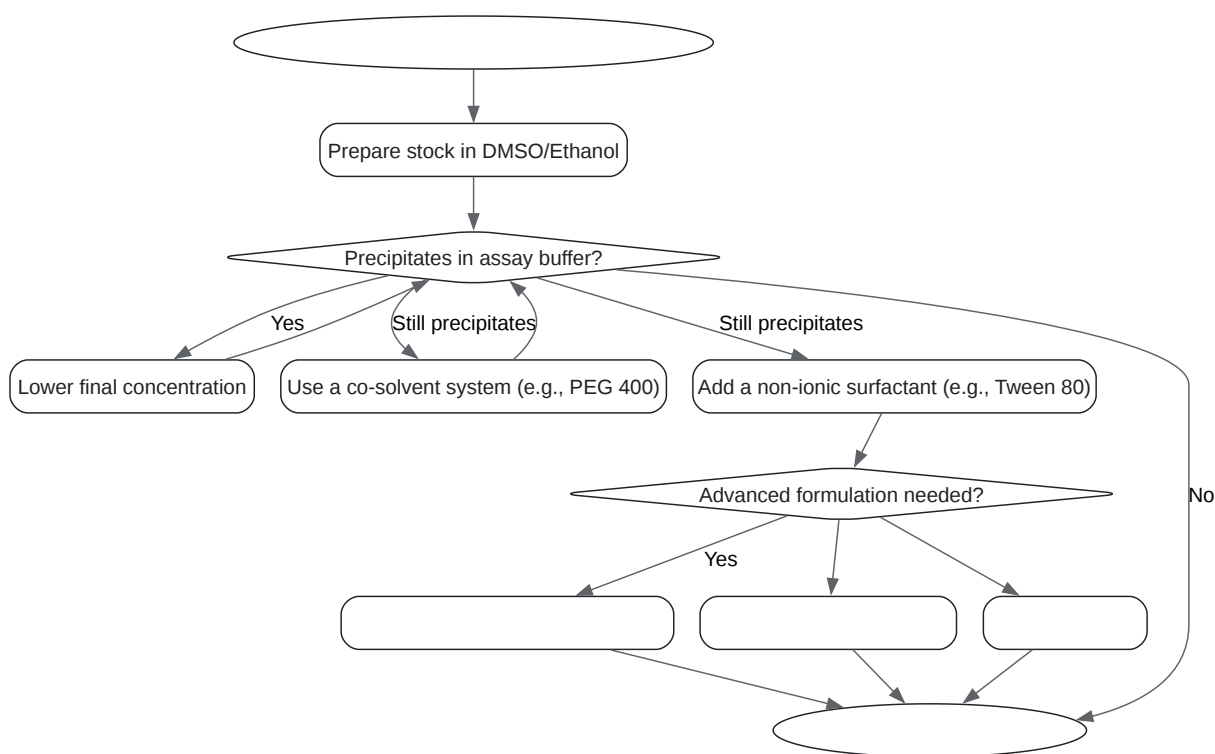 Prepare stock in DMSO/Ethanol
Precipitates in assay buffer?
Yes
Still precipitates
Still precipitates
Lower final concentration
Use a co-solvent system (e.g., PEG 400)
Add a non-ionic surfactant (e.g., Tween 80)
Advanced formulation needed?
No
Yes